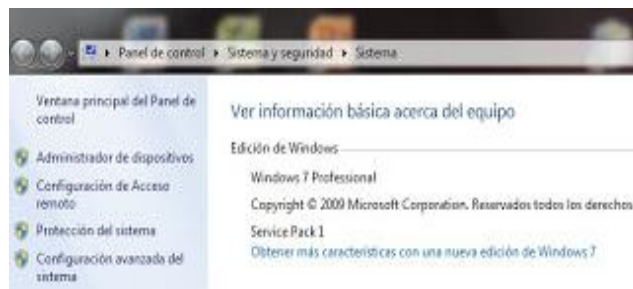 Panel de control ▸ Sistema y seguridad ▸ Sistema
Ventana principal del Panel de
control
Administrador de dispositivos
Configuración de Acceso
remoto
Protección del sistema
Configuración avanzada del
sistema
Ver información básica acerca del equipo
Edición de Windows
Windows 7 Professional
Copyright © 2009 Microsoft Corporation. Reservados todos los derechos
Service Pack 1
Obtener más características con una nueva edición de Windows 7